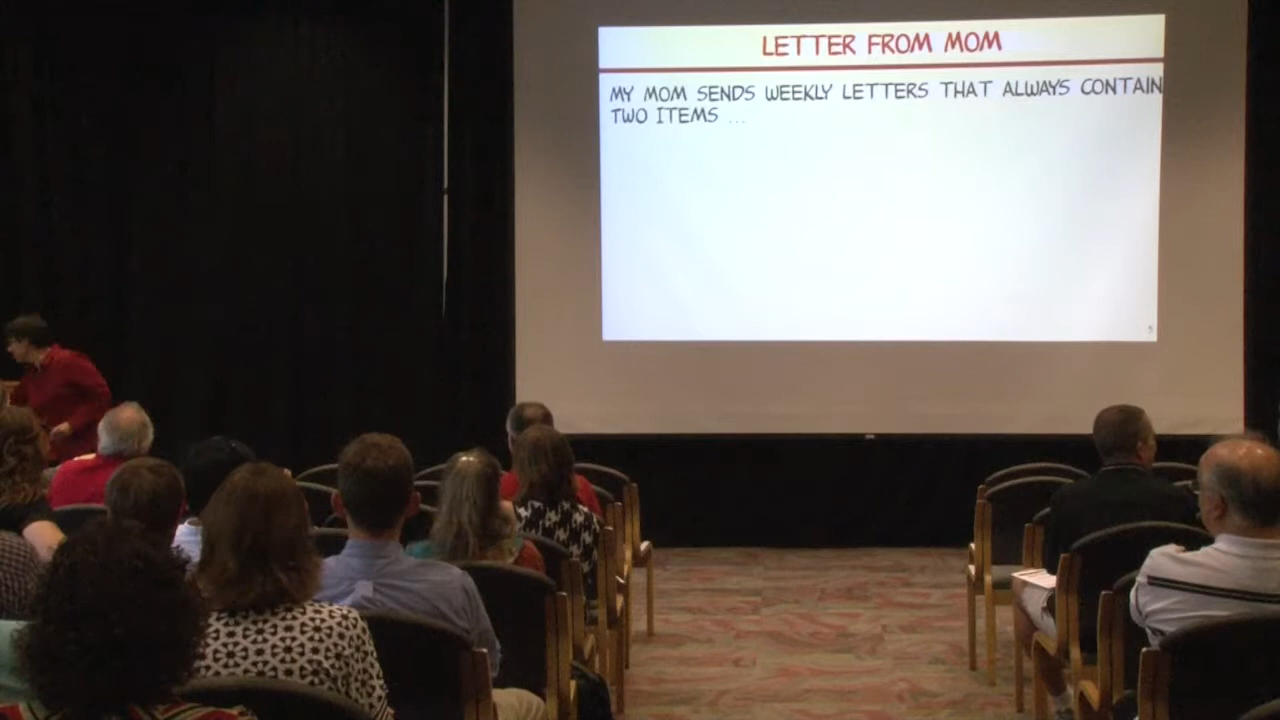 LETTER FROM MOM
MY MOM SENDS WEEKLY LETTERS THAT ALWAYS CONTAIN
TWO ITEMS ...